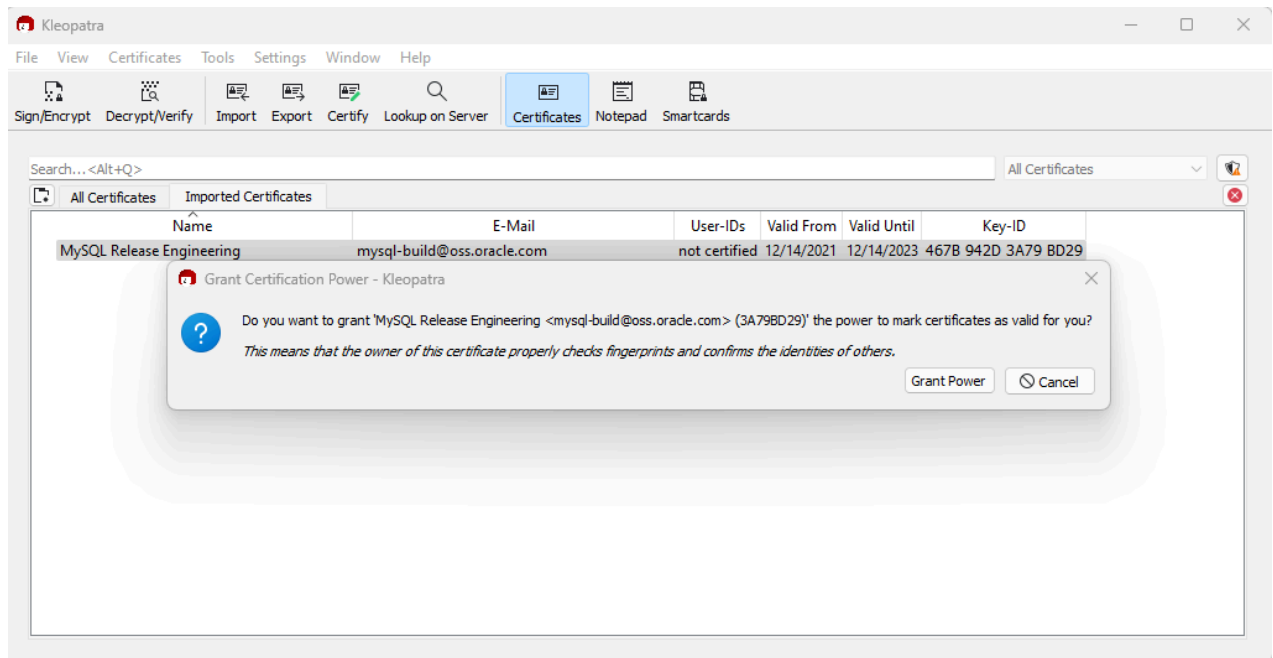 Kleopatra
File View Certificates Tools Settings Window Help
Sign/Encrypt Decrypt/Verify Import Export Certify Lookup on Server Certificates Notepad Smartcards
Search...<Alt+Q> All Certificates
All Certificates Imported Certificates
Name E-Mail User-IDs Valid From Valid Until Key-ID
MySQL Release Engineering mysql-build@oss.oracle.com not certified 12/14/2021 12/14/2023 467B 942D 3A79 BD29
Grant Certification Power - Kleopatra
Do you want to grant 'MySQL Release Engineering <mysql-build@oss.oracle.com> (3A79BD29)' the power to mark certificates as valid for you?
This means that the owner of this certificate properly checks fingerprints and confirms the identities of others.
Grant Power Cancel